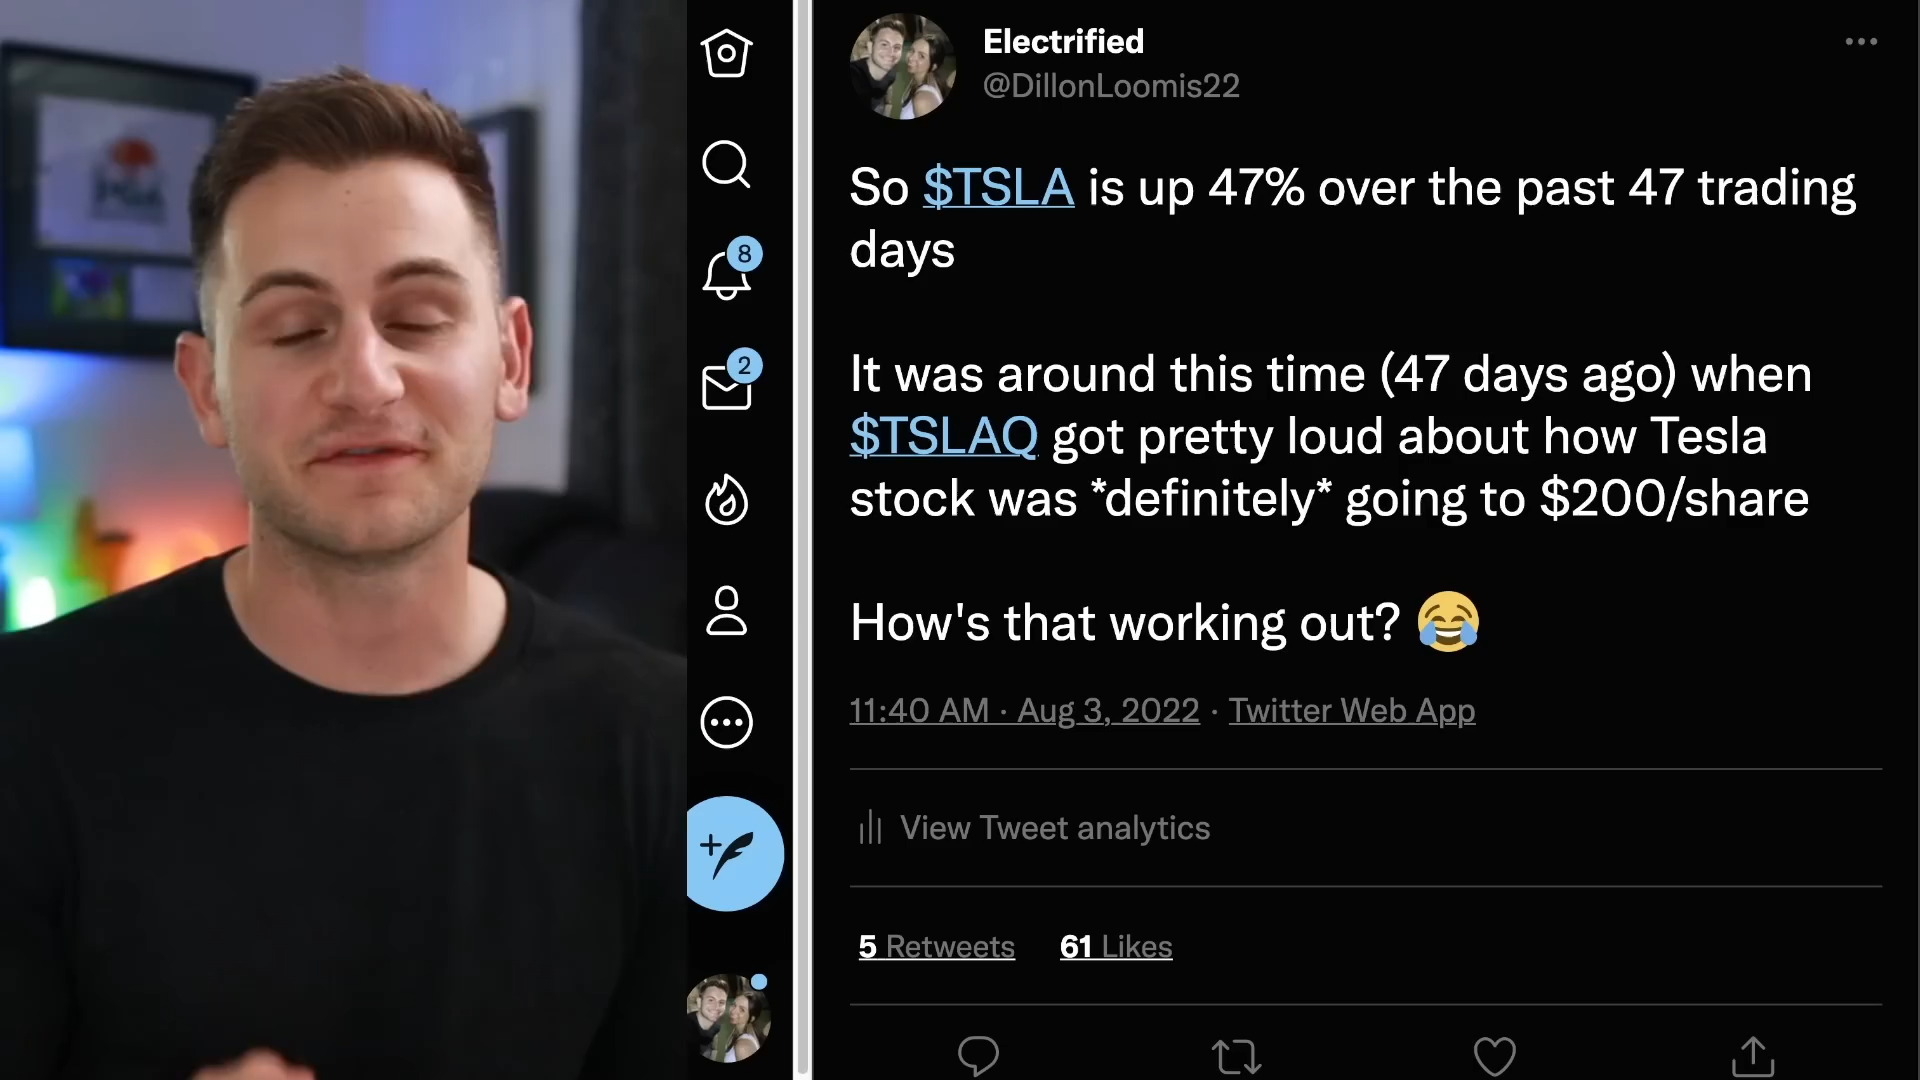 Electrified
@DillonLoomis22
So $TSLA is up 47% over the past 47 trading
days
It was around this time (47 days ago) when
$TSLAQ got pretty loud about how Tesla
stock was *definitely* going to $200/share
How's that working out? 😂
11:40 AM · Aug 3, 2022 · Twitter Web App
View Tweet analytics
5 Retweets 61 Likes
8
2
PGA